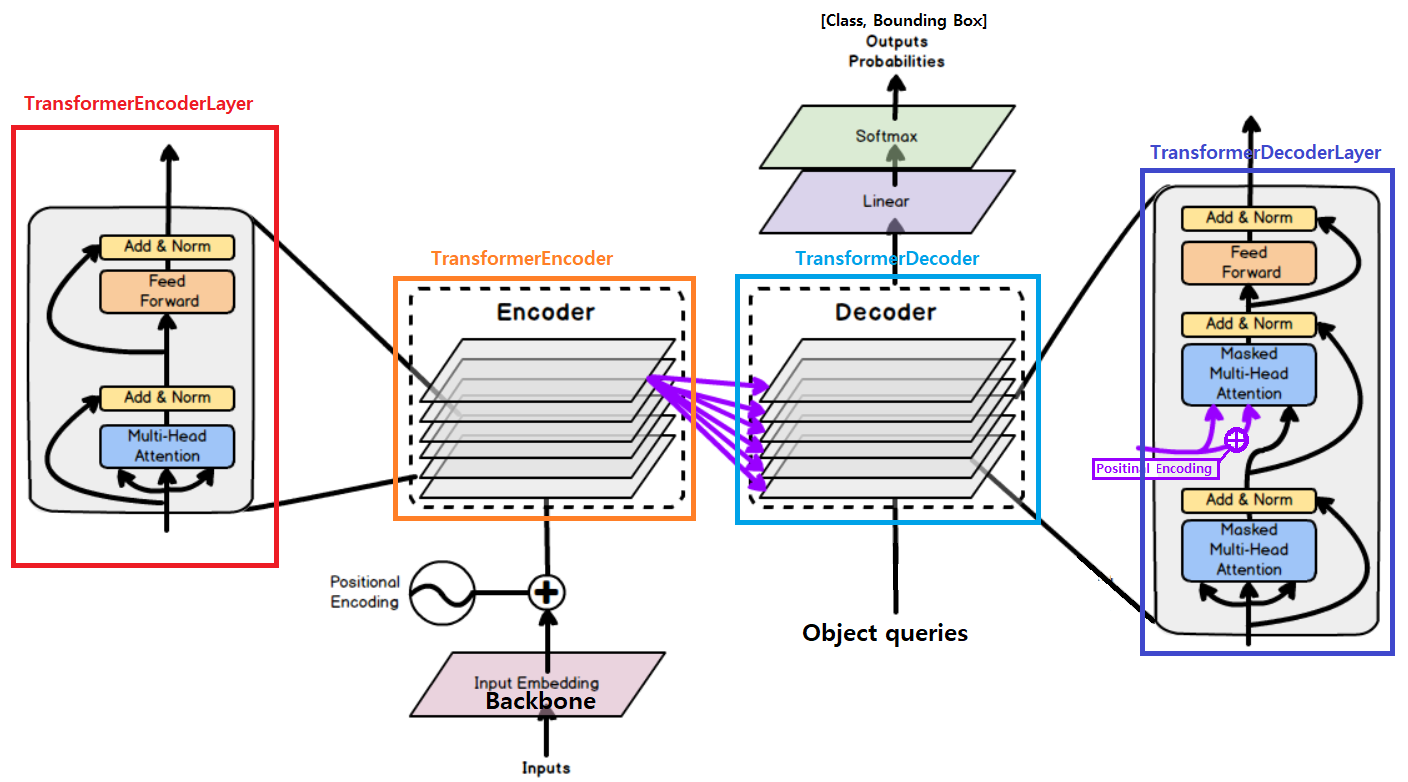 [Class, Bounding Box]
Outputs
Probabilities
Softmax
Linear
TransformerEncoderLayer
Add & Norm
Feed
Forward
Add & Norm
Multi-Head
Attention
TransformerEncoder
Encoder
TransformerDecoder
Decoder
TransformerDecoderLayer
Add & Norm
Feed
Forward
Add & Norm
Masked
Multi-Head
Attention
Positinal Encoding
Add & Norm
Masked
Multi-Head
Attention
Positional
Encoding
Object queries
Input Embedding
Backbone
Inputs